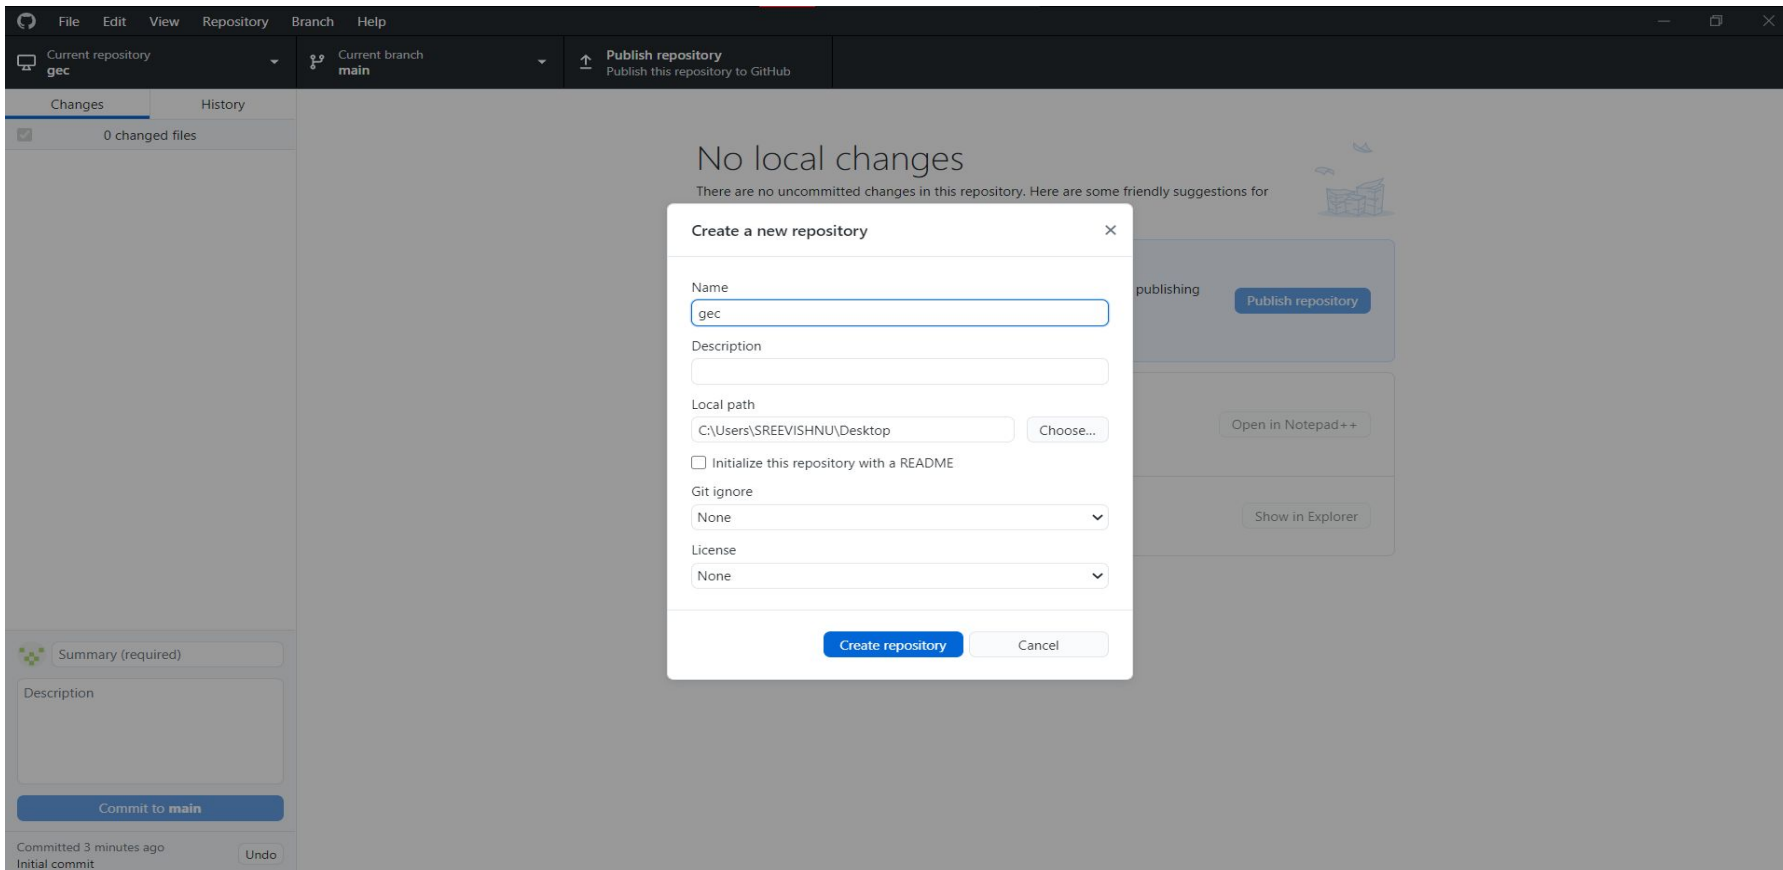 File Edit View Repository Branch Help
Current repository
gec
Current branch
main
Publish repository
Publish this repository to GitHub
Changes History
0 changed files
No local changes
There are no uncommitted changes in this repository. Here are some friendly suggestions for
Create a new repository
Name
gec
Description
Local path
C:\Users\SREEVISHNU\Desktop Choose...
Initialize this repository with a README
Git ignore
None
License
None
Create repository Cancel
publishing
Publish repository
Open in Notepad++
Show in Explorer
Summary (required)
Description
Commit to main
Committed 3 minutes ago
Initial commit
Undo